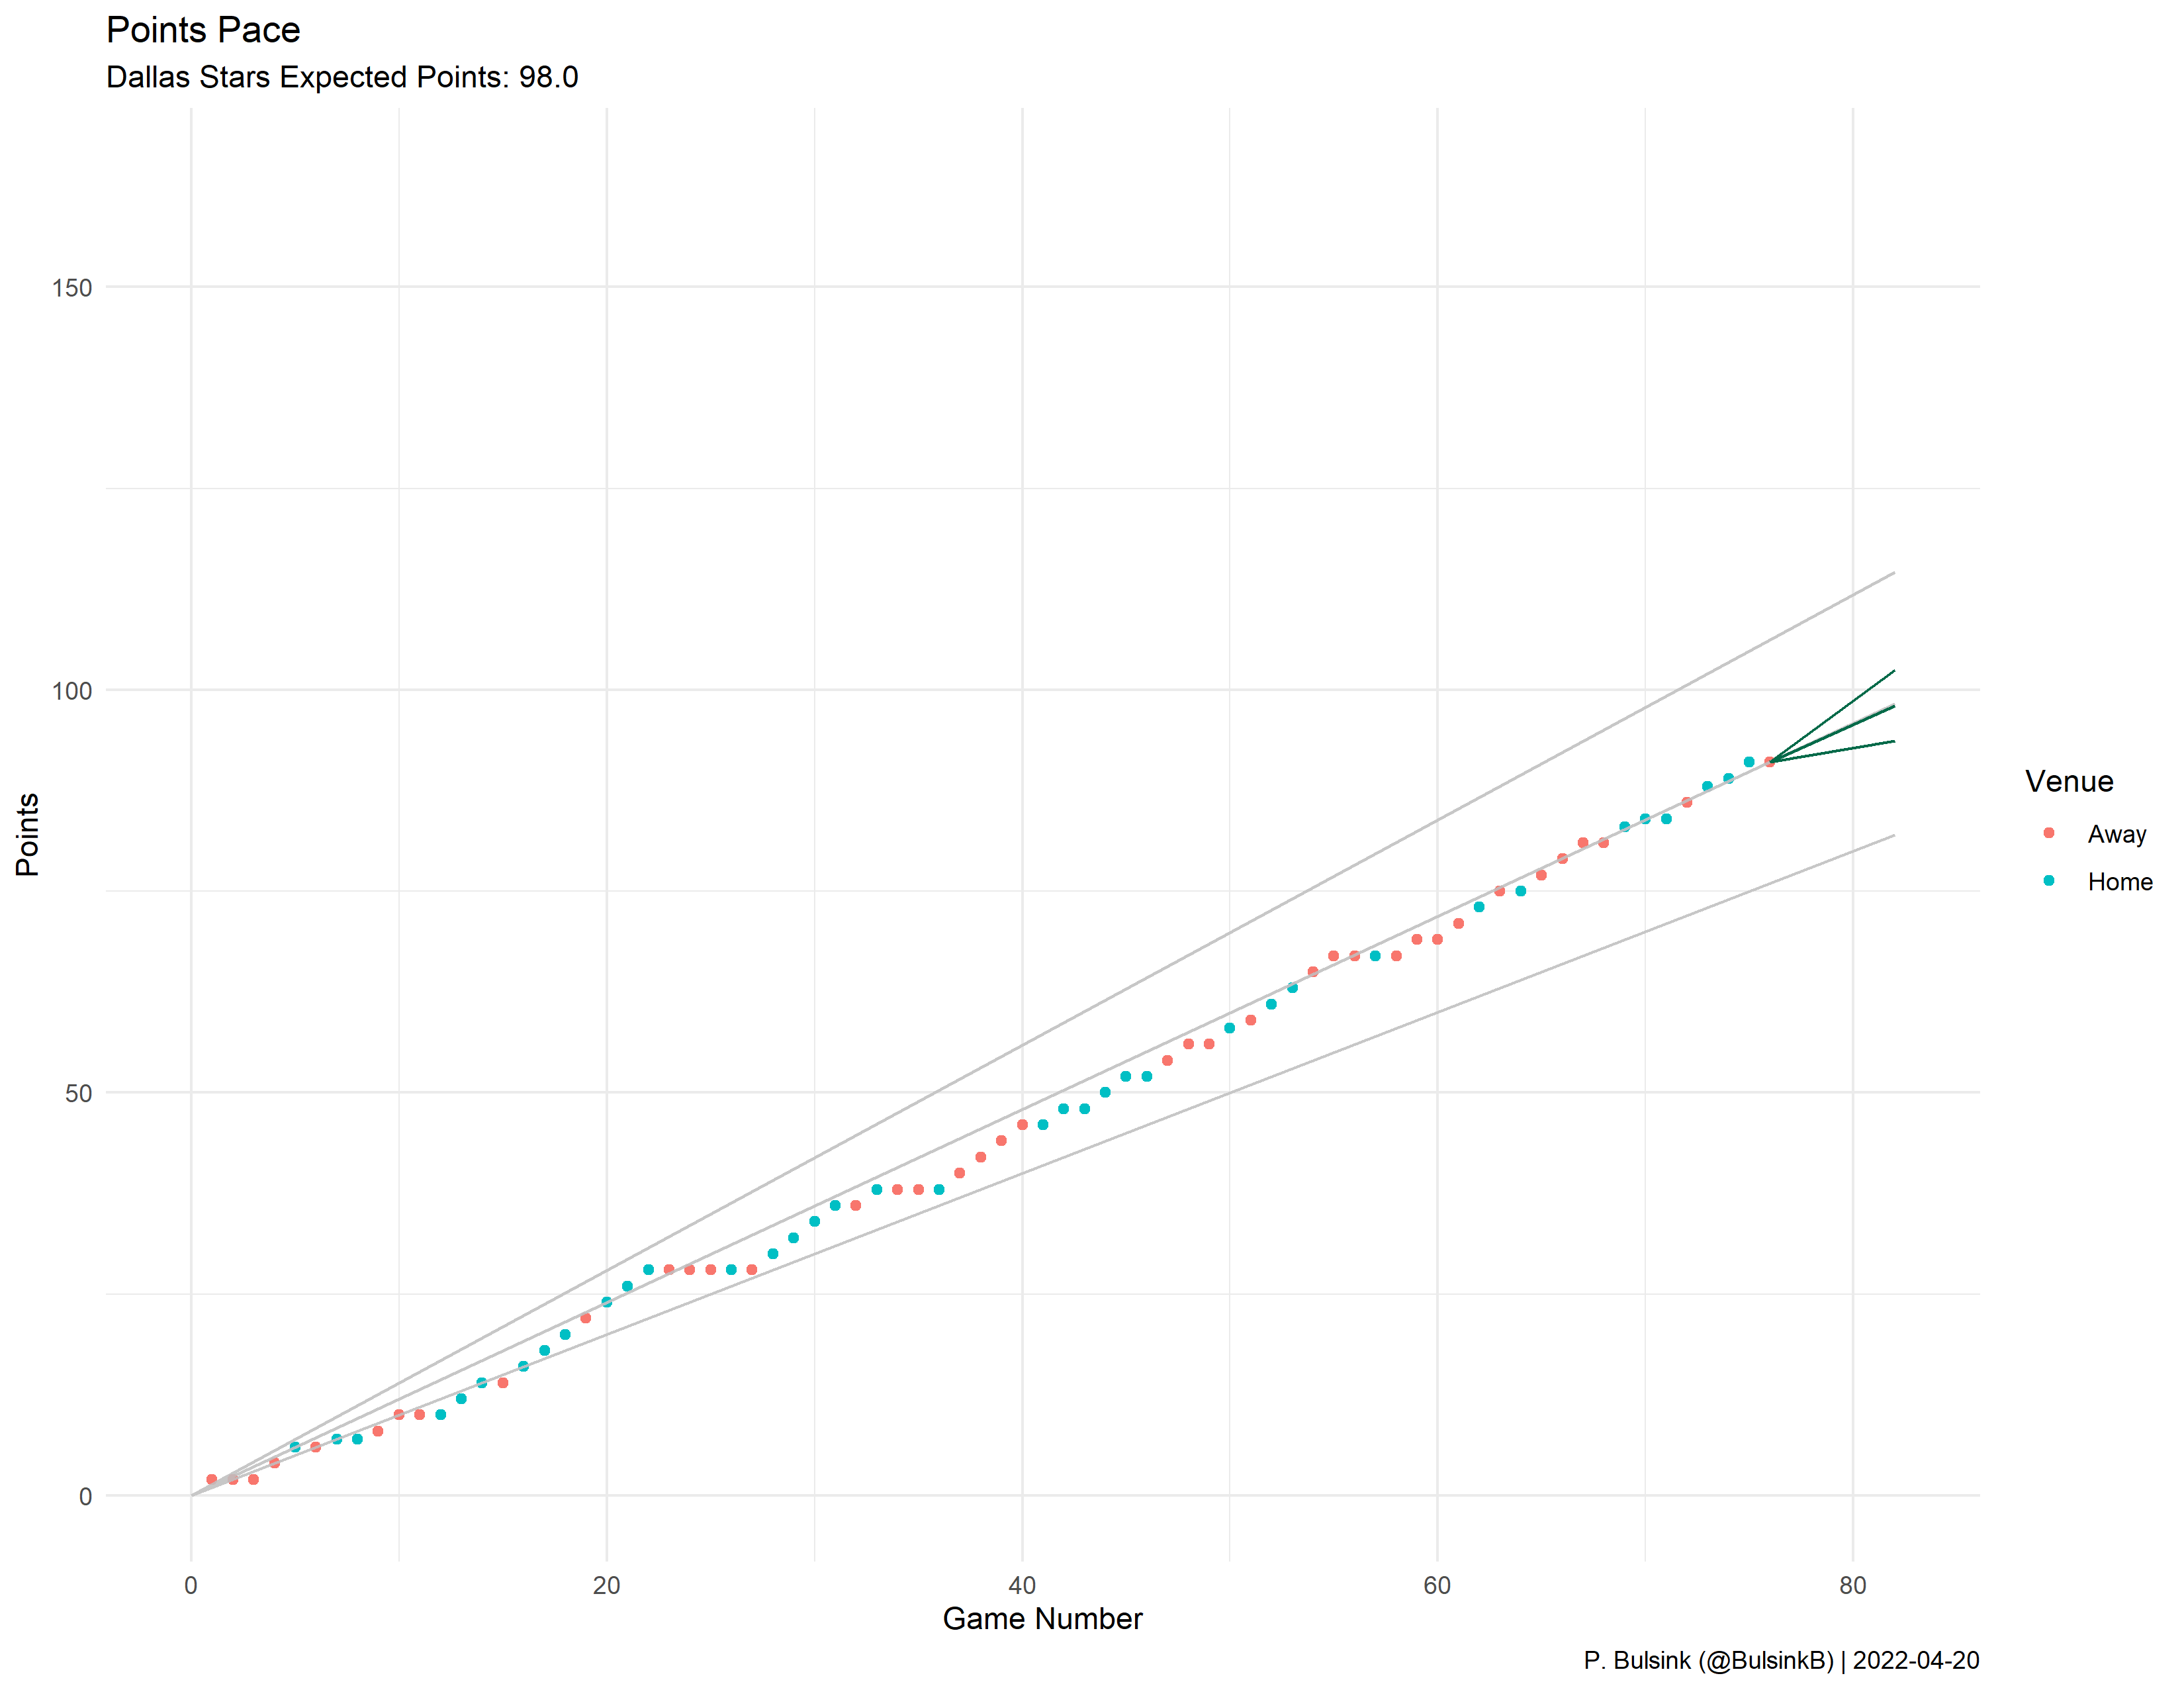 Points Pace
Dallas Stars Expected Points: 98.0
150
100
50
0
Points
0 20 40 60 80
Game Number
Venue
Away
Home
P. Bulsink (@BulsinkB) | 2022-04-20